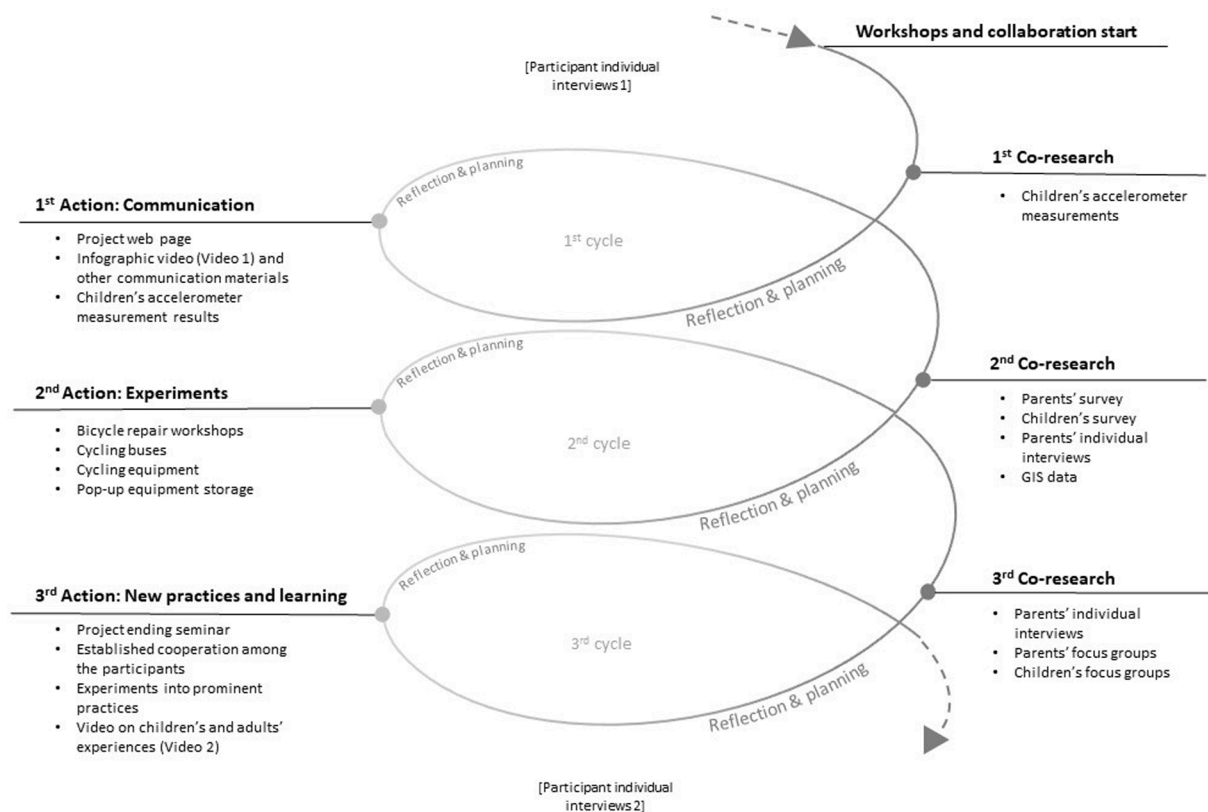 Workshops and collaboration start
[Participant individual
interviews 1]
Reflection & planning
1st Co-research
• Children's accelerometer
measurements
1st Action: Communication
• Project web page
• Infographic video (Video 1) and
other communication materials
• Children's accelerometer
measurement results
1st cycle
Reflection & planning
Reflection & planning
2nd Co-research
• Parents' survey
• Children's survey
• Parents' individual
interviews
• GIS data
2nd Action: Experiments
• Bicycle repair workshops
• Cycling buses
• Cycling equipment
• Pop-up equipment storage
2nd cycle
Reflection & planning
Reflection & planning
3rd Co-research
• Parents' individual
interviews
• Parents' focus groups
• Children's focus groups
3rd Action: New practices and learning
• Project ending seminar
• Established cooperation among
the participants
• Experiments into prominent
practices
• Video on children's and adults'
experiences (Video 2)
3rd cycle
Reflection & planning
[Participant individual
interviews 2]